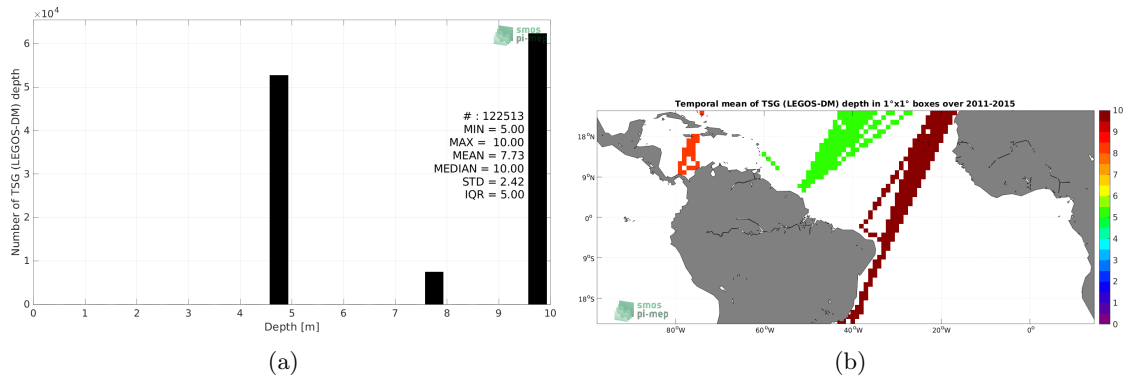 ×10⁴
6
5
4
3
2
1
0
Number of TSG (LEGOS-DM) depth
smos
pi-mep
# : 122513
MIN = 5.00
MAX = 10.00
MEAN = 7.73
MEDIAN = 10.00
STD = 2.42
IQR = 5.00
0 1 2 3 4 5 6 7 8 9 10
Depth [m]
(a)
Temporal mean of TSG (LEGOS-DM) depth in 1°x1° boxes over 2011-2015
18°N
9°N
0°
9°S
18°S
smos
pi-mep
80°W 60°W 40°W 20°W 0°
10
9
8
7
6
5
4
3
2
1
0
(b)